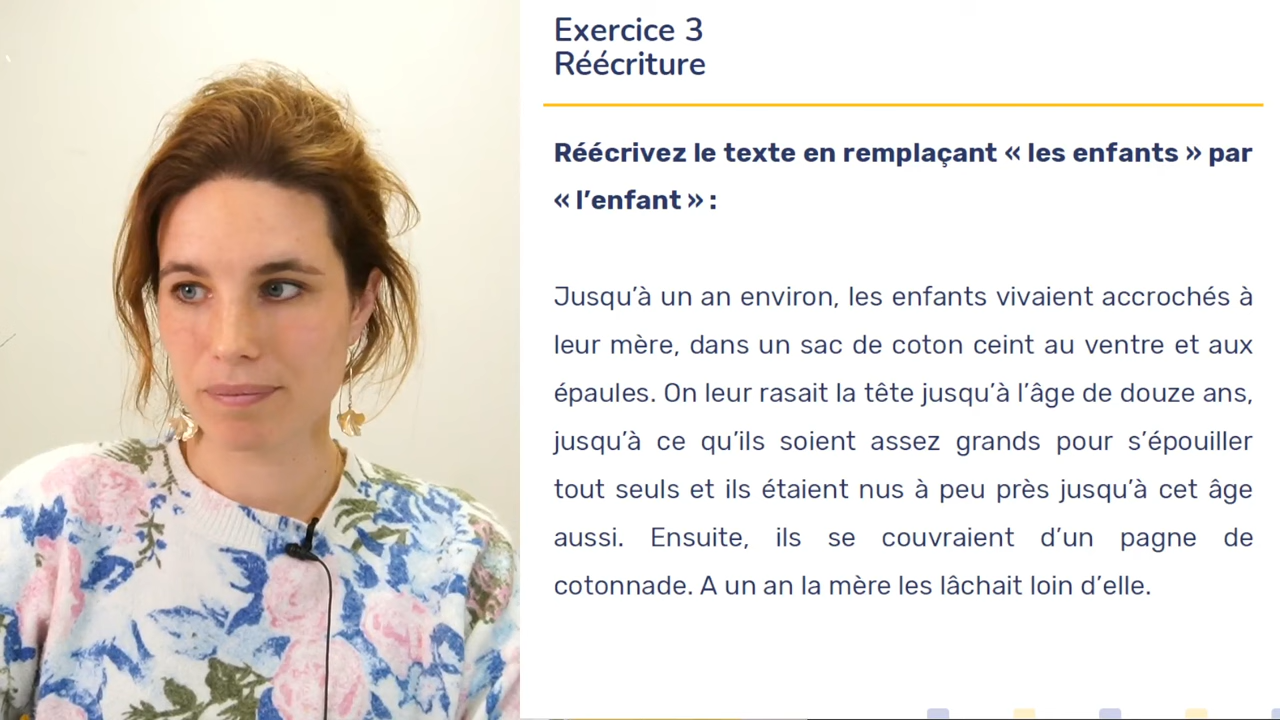 Exercice 3
Réécriture
Réécrivez le texte en remplaçant « les enfants » par
« l’enfant » :
Jusqu’à un an environ, les enfants vivaient accrochés à
leur mère, dans un sac de coton ceint au ventre et aux
épaules. On leur rasait la tête jusqu’à l’âge de douze ans,
jusqu’à ce qu’ils soient assez grands pour s’épouiller
tout seuls et ils étaient nus à peu près jusqu’à cet âge
aussi. Ensuite, ils se couvraient d’un pagne de
cotonnade. A un an la mère les lâchait loin d’elle.